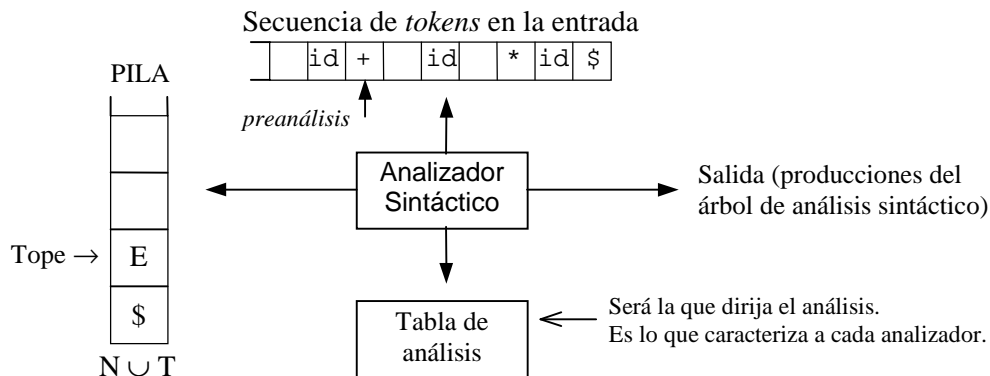 Secuencia de tokens en la entrada
id + id * id $
PILA
preanálisis
Analizador
Sintáctico
Salida (producciones del
árbol de análisis sintáctico)
Tope → E
$
N ∪ T
Tabla de
análisis
Será la que dirija el análisis.
Es lo que caracteriza a cada analizador.